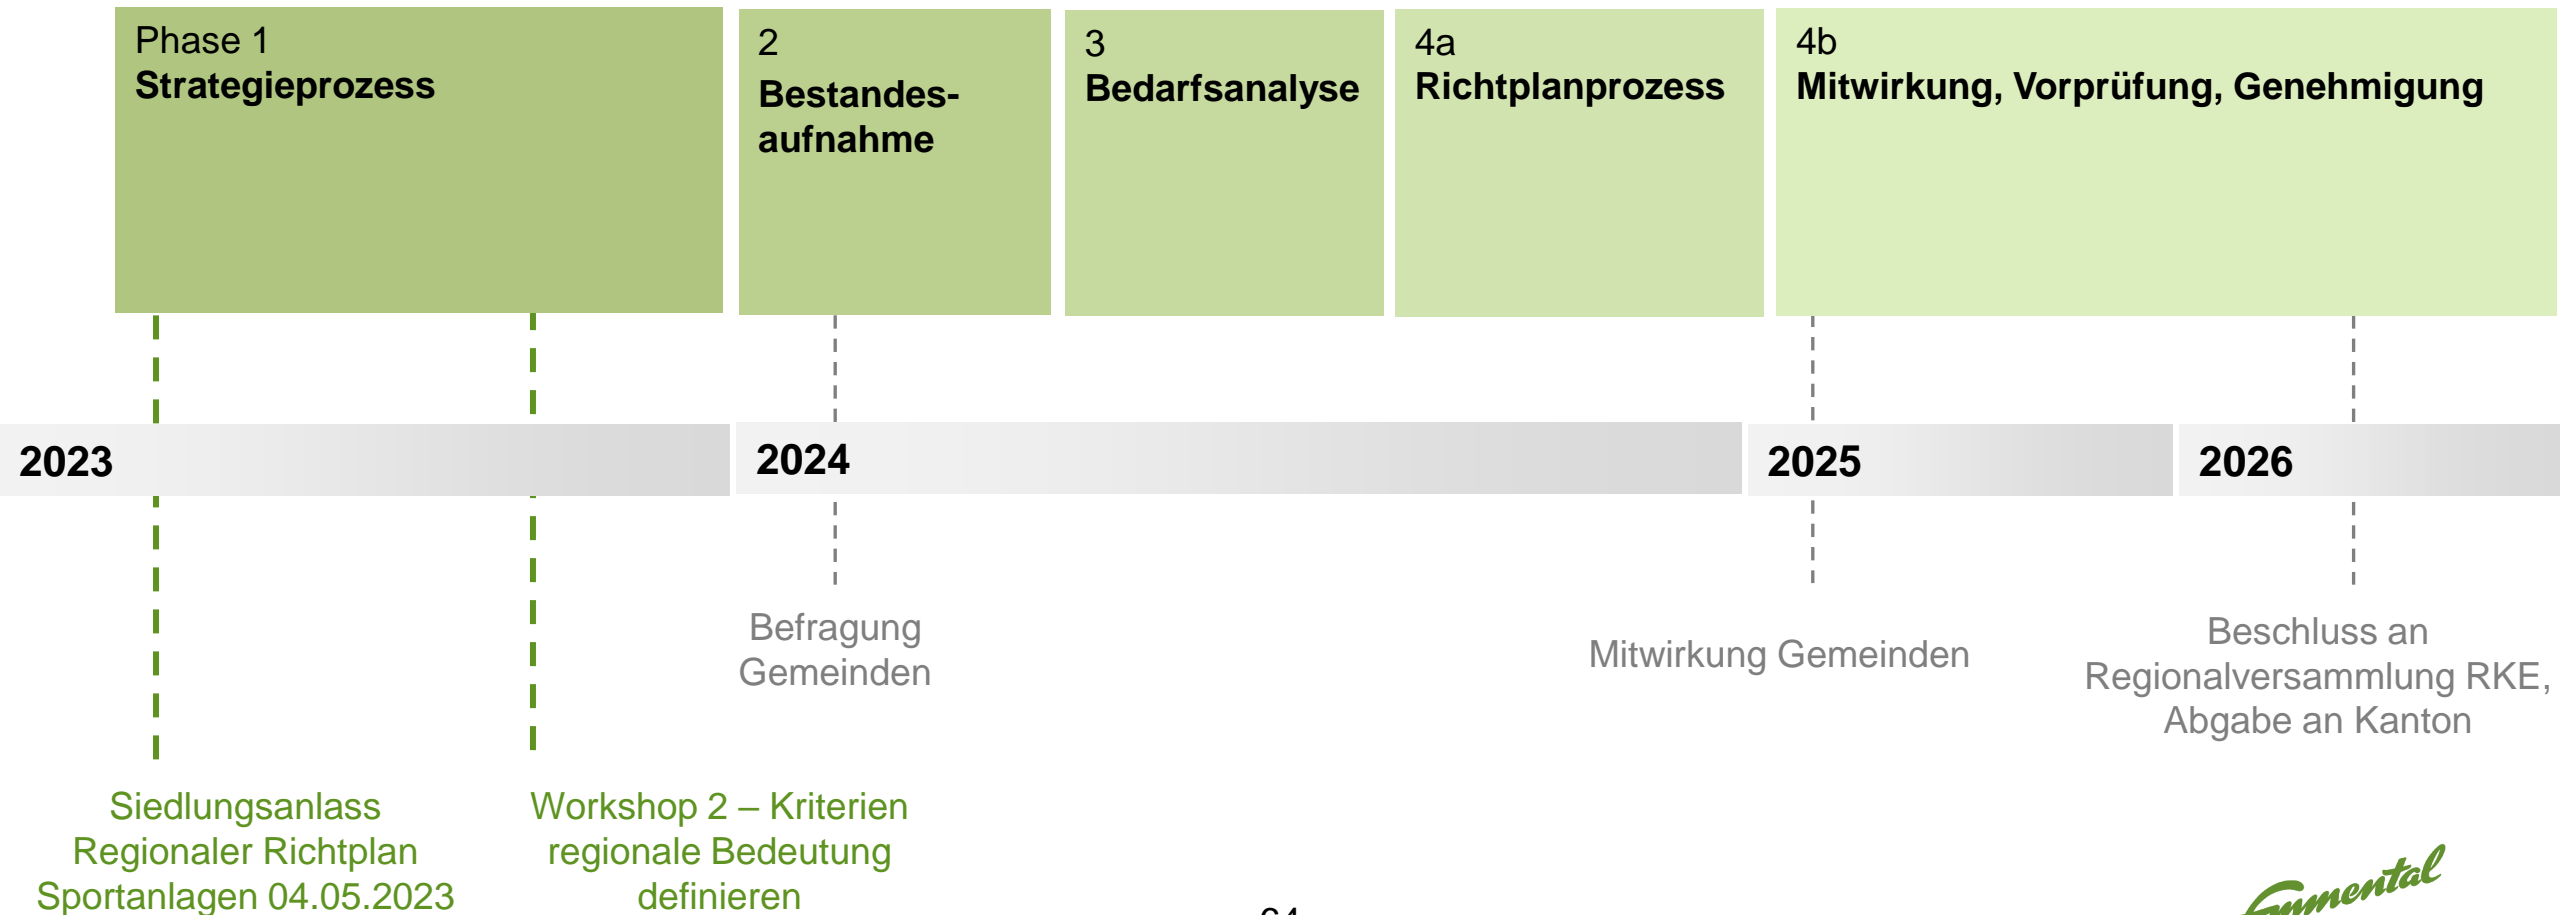 Phase 1
Strategieprozess
2
Bestandes-
aufnahme
3
Bedarfsanalyse
4a
Richtplanprozess
4b
Mitwirkung, Vorprüfung, Genehmigung
2023
2024
2025
2026
Befragung
Gemeinden
Mitwirkung Gemeinden
Beschluss an
Regionalversammlung RKE,
Abgabe an Kanton
Siedlungsanlass
Regionaler Richtplan
Sportanlagen 04.05.2023
Workshop 2 – Kriterien
regionale Bedeutung
definieren
64
Emmental